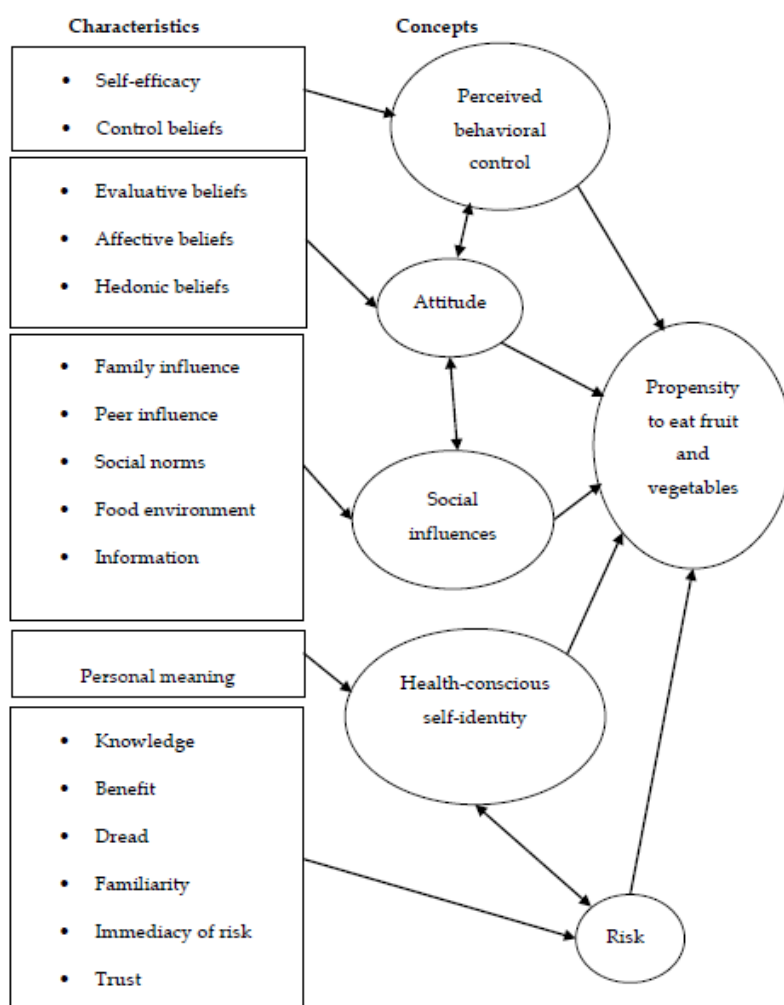 Characteristics
Concepts
• Self-efficacy
• Control beliefs
Perceived
behavioral
control
• Evaluative beliefs
• Affective beliefs
• Hedonic beliefs
Attitude
• Family influence
• Peer influence
• Social norms
• Food environment
• Information
Social
influences
Propensity
to eat fruit
and
vegetables
Personal meaning
Health-conscious
self-identity
• Knowledge
• Benefit
• Dread
• Familiarity
• Immediacy of risk
• Trust
Risk